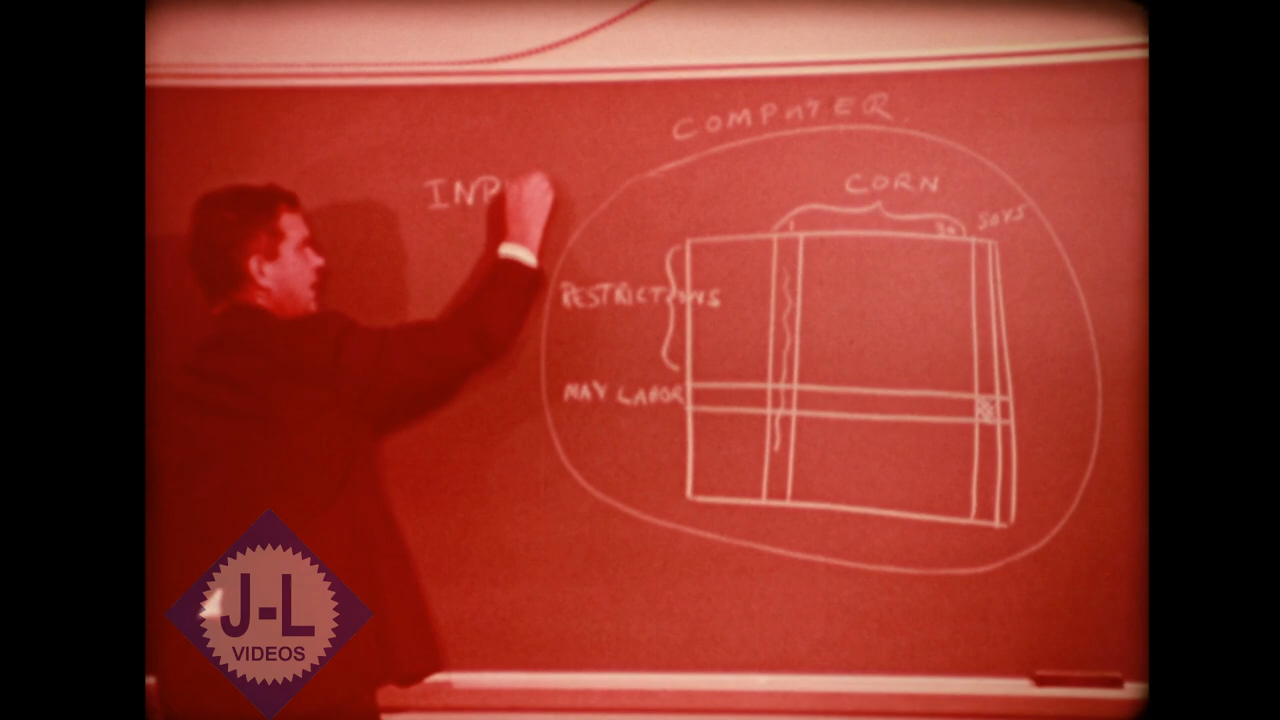 COMPUTER
INP
CORN
1 30 SOYS
RESTRICTIONS
MAY LABOR
J-L
VIDEOS